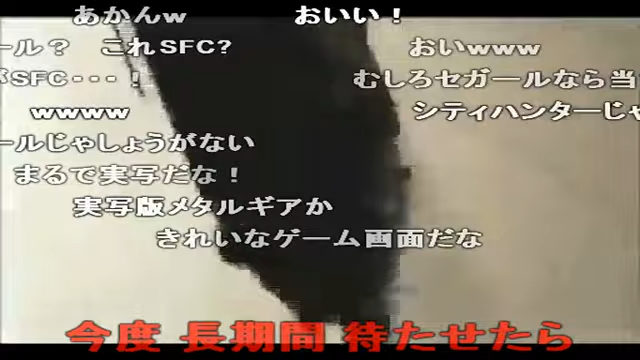 あかんw おいい！
ール？ これSFC? おいwww
SFC・・・！ むしろセガールなら当
wwww シティハンターじゃ
ールじゃしょうがない
まるで実写だな！
実写版メタルギアか
きれいなゲーム画面だな
今度 長期間 待たせたら